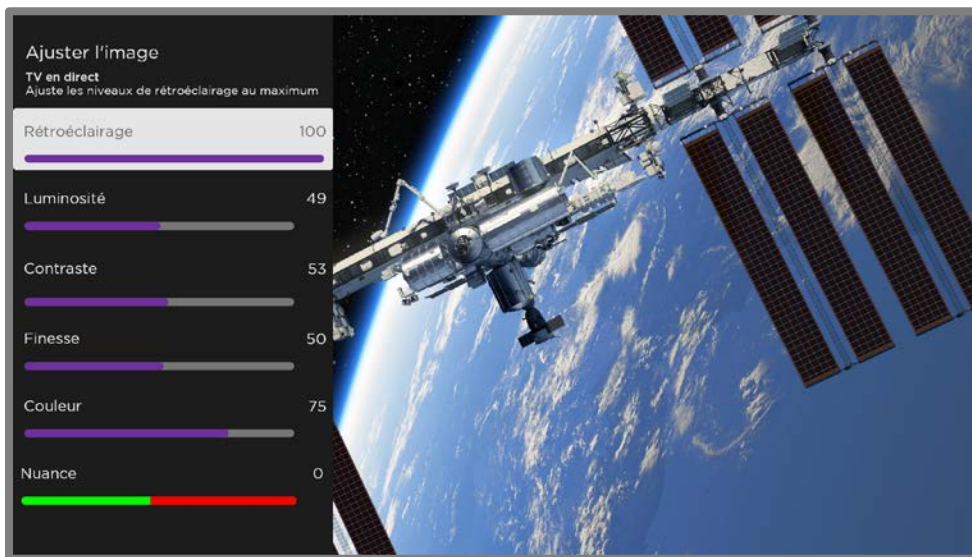 Ajuster l'image
TV en direct
Ajuste les niveaux de rétroéclairage au maximum
Rétroéclairage 100
Luminosité 49
Contraste 53
Finesse 50
Couleur 75
Nuance 0